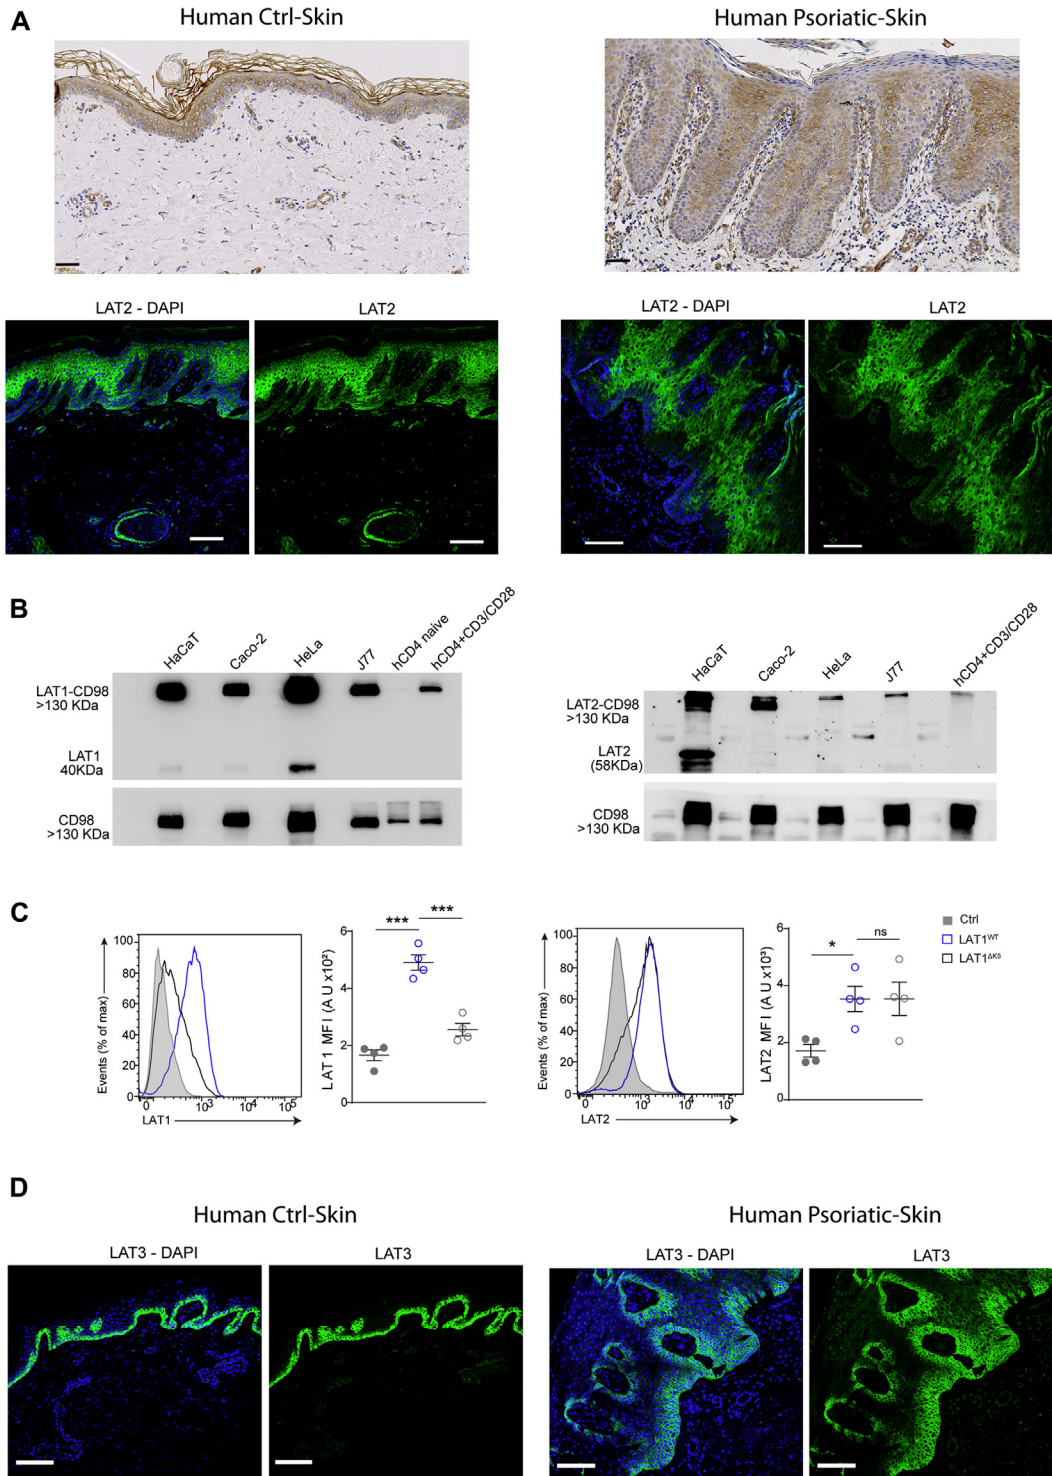 A
Human Ctrl-Skin
Human Psoriatic-Skin
LAT2 - DAPI
LAT2
LAT2 - DAPI
LAT2
B
HaCaT
Caco-2
HeLa
J77
hCD4 naive
hCD4+CD3/CD28
LAT1-CD98
>130 KDa
LAT1
40KDa
CD98
>130 KDa
HaCaT
Caco-2
HeLa
J77
hCD4+CD3/CD28
LAT2-CD98
>130 KDa
LAT2
(58KDa)
CD98
>130 KDa
C
Events (% of max)
100
80
60
40
20
0
0
10³
10⁴
10⁵
LAT1
LAT 1 MFI (A U x10²)
6
4
2
0
***
***
Events (% of max)
100
80
60
40
20
0
0
10³
10⁴
10⁵
LAT2
LAT2 MFI (A U x10³)
6
4
2
0
*
ns
Ctrl
LAT1ᵂᵀ
LAT1ᐃᴷ⁵
D
Human Ctrl-Skin
Human Psoriatic-Skin
LAT3 - DAPI
LAT3
LAT3 - DAPI
LAT3